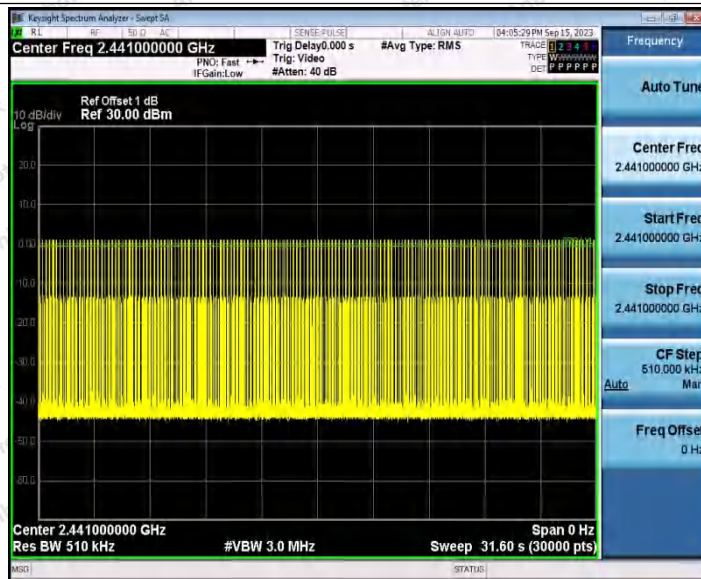 Keysight Spectrum Analyzer - Swept SA
RL RF 50 Ω AC SENSE:PULSE ALIGN AUTO 04:05:29 PM Sep 15, 2023
Center Freq 2.441000000 GHz
PNO: Fast
IFGain:Low
Trig Delay0.000 s
Trig: Video
#Atten: 40 dB
#Avg Type: RMS
TRACE 1 2 3 4 5
TYPE
DET P P P P P P
Ref Offset 1 dB
10 dB/div Ref 30.00 dBm
Log
20.0
10.0
0.00
-10.0
-20.0
-30.0
-40.0
-50.0
-60.0
Center 2.441000000 GHz Span 0 Hz
Res BW 510 kHz #VBW 3.0 MHz Sweep 31.60 s (30000 pts)
MSG STATUS
Frequency
Auto Tune
Center Freq
2.441000000 GHz
Start Freq
2.441000000 GHz
Stop Freq
2.441000000 GHz
CF Step
510.000 kHz
Auto Man
Freq Offset
0 Hz